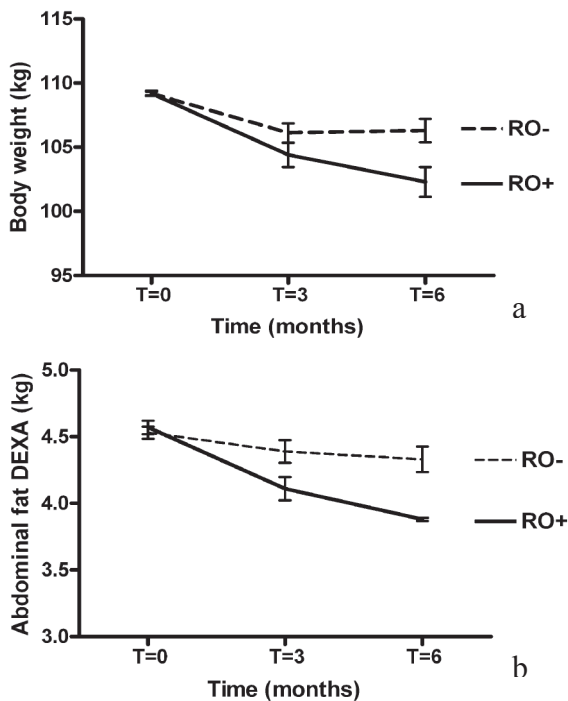 115
110
105
100
95
Body weight (kg)
T=0 T=3 T=6
Time (months)
RO-
RO+
a
5.0
4.5
4.0
3.5
3.0
Abdominal fat DEXA (kg)
T=0 T=3 T=6
Time (months)
RO-
RO+
b